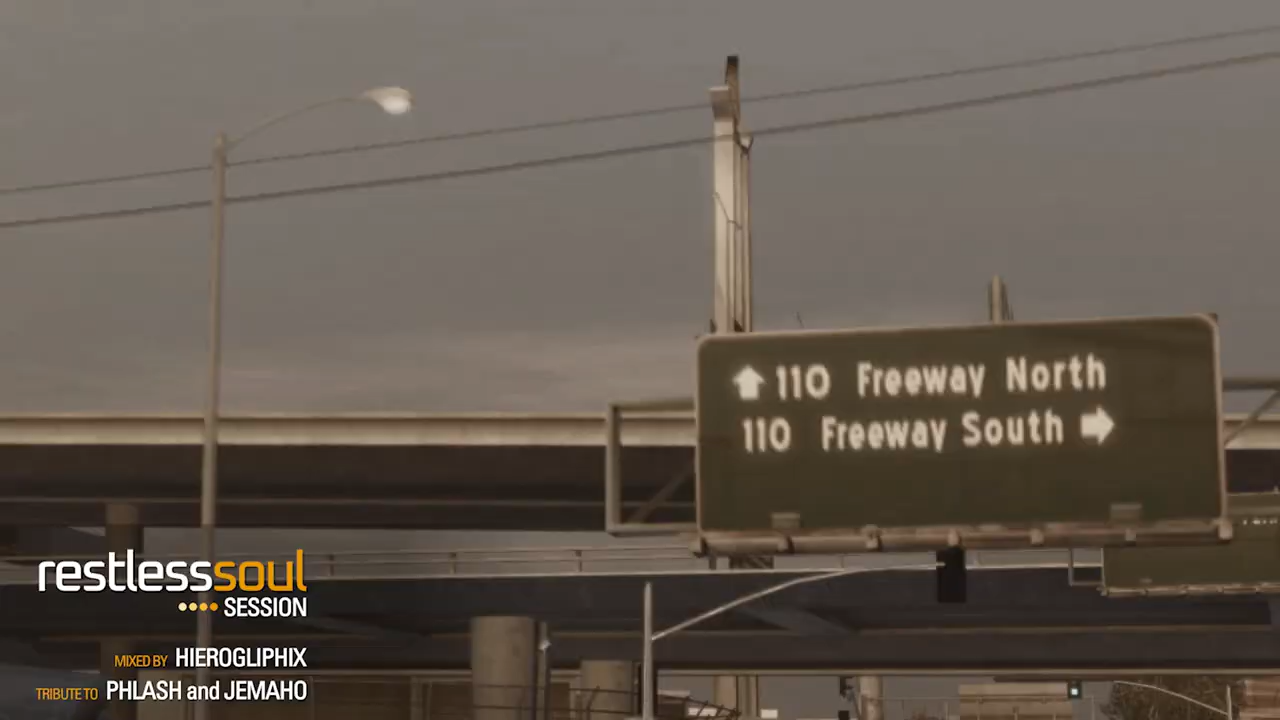 110 Freeway North
110 Freeway South
restlesssoul
SESSION
MIXED BY HIEROGLIPHIX
TRIBUTE TO PHLASH and JEMAHO